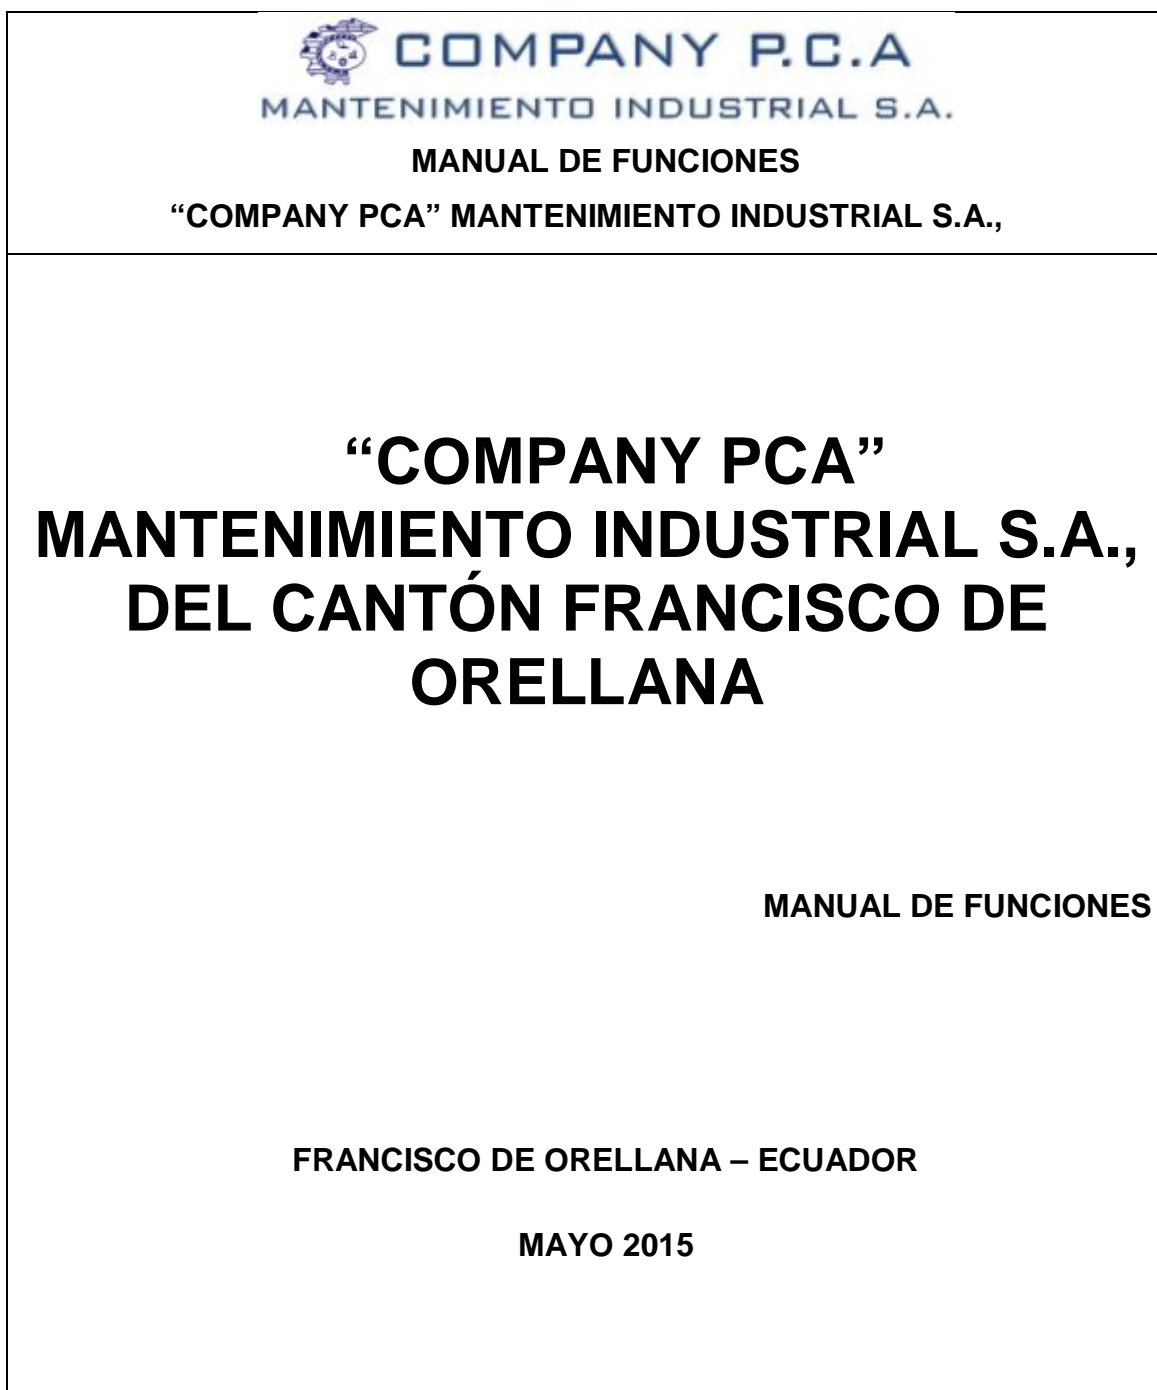 COMPANY P.C.A
MANTENIMIENTO INDUSTRIAL S.A.
MANUAL DE FUNCIONES
“COMPANY PCA” MANTENIMIENTO INDUSTRIAL S.A.,
“COMPANY PCA”
MANTENIMIENTO INDUSTRIAL S.A.,
DEL CANTÓN FRANCISCO DE
ORELLANA
MANUAL DE FUNCIONES
FRANCISCO DE ORELLANA – ECUADOR
MAYO 2015